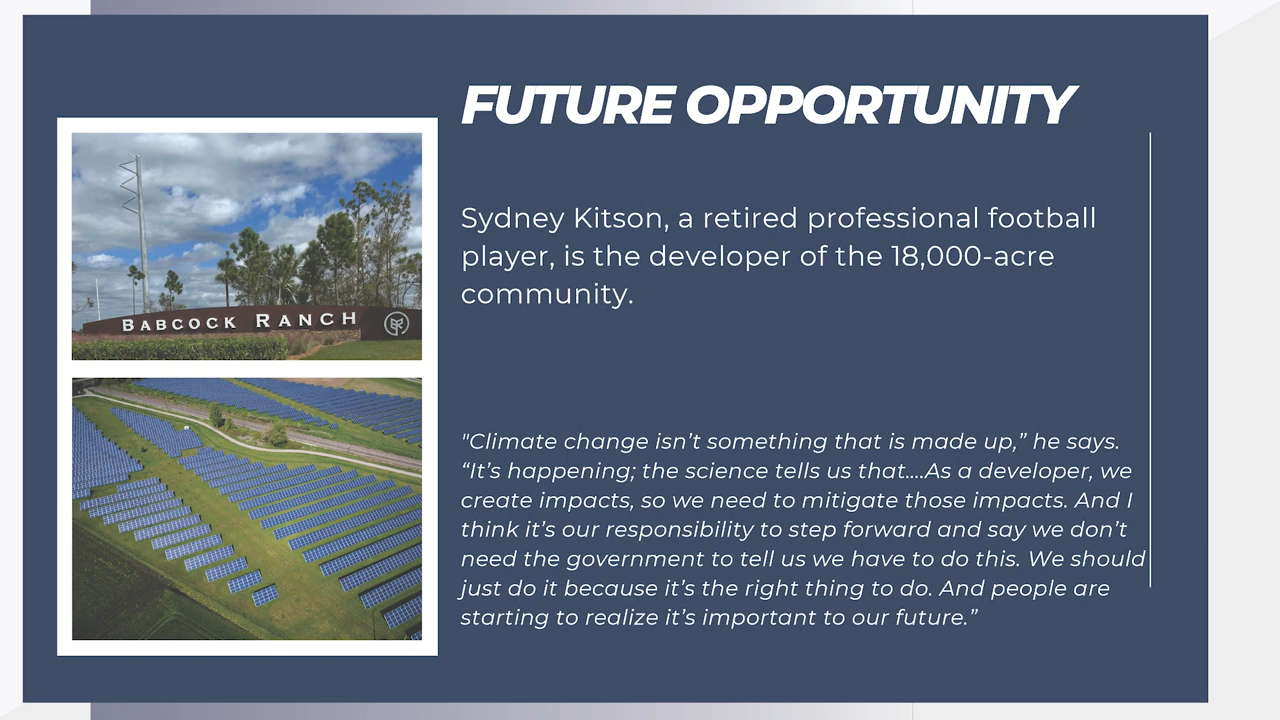 FUTURE OPPORTUNITY
BABCOCK RANCH
Sydney Kitson, a retired professional football
player, is the developer of the 18,000-acre
community.
"Climate change isn’t something that is made up,” he says.
“It’s happening; the science tells us that....As a developer, we
create impacts, so we need to mitigate those impacts. And I
think it’s our responsibility to step forward and say we don’t
need the government to tell us we have to do this. We should
just do it because it’s the right thing to do. And people are
starting to realize it’s important to our future.”